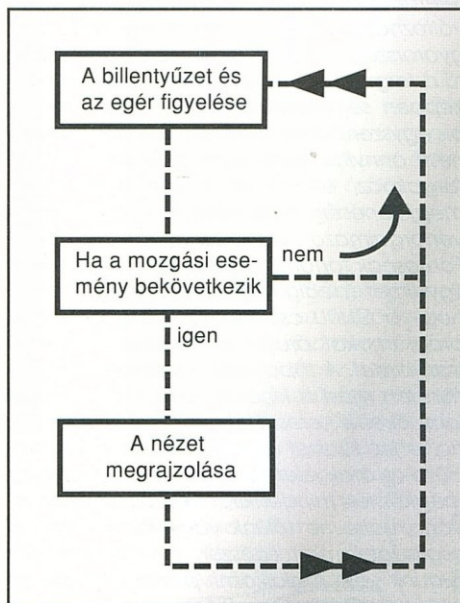 A billentyűzet és
az egér figyelése
Ha a mozgási ese-
mény bekövetkezik
nem
igen
A nézet
megrajzolása